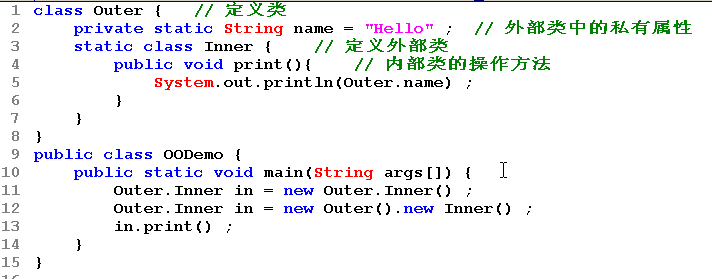 1 class Outer {    // 定义类
2     private static String name = "Hello" ;  // 外部类中的私有属性
3     static class Inner {    // 定义外部类
4         public void print(){    // 内部类的操作方法
5             System.out.println(Outer.name) ;
6         }
7     }
8 }
9 public class OODemo {
10     public static void main(String args[]) {
11         Outer.Inner in = new Outer.Inner() ;
12         Outer.Inner in = new Outer().new Inner() ;
13         in.print() ;
14     }
15 }